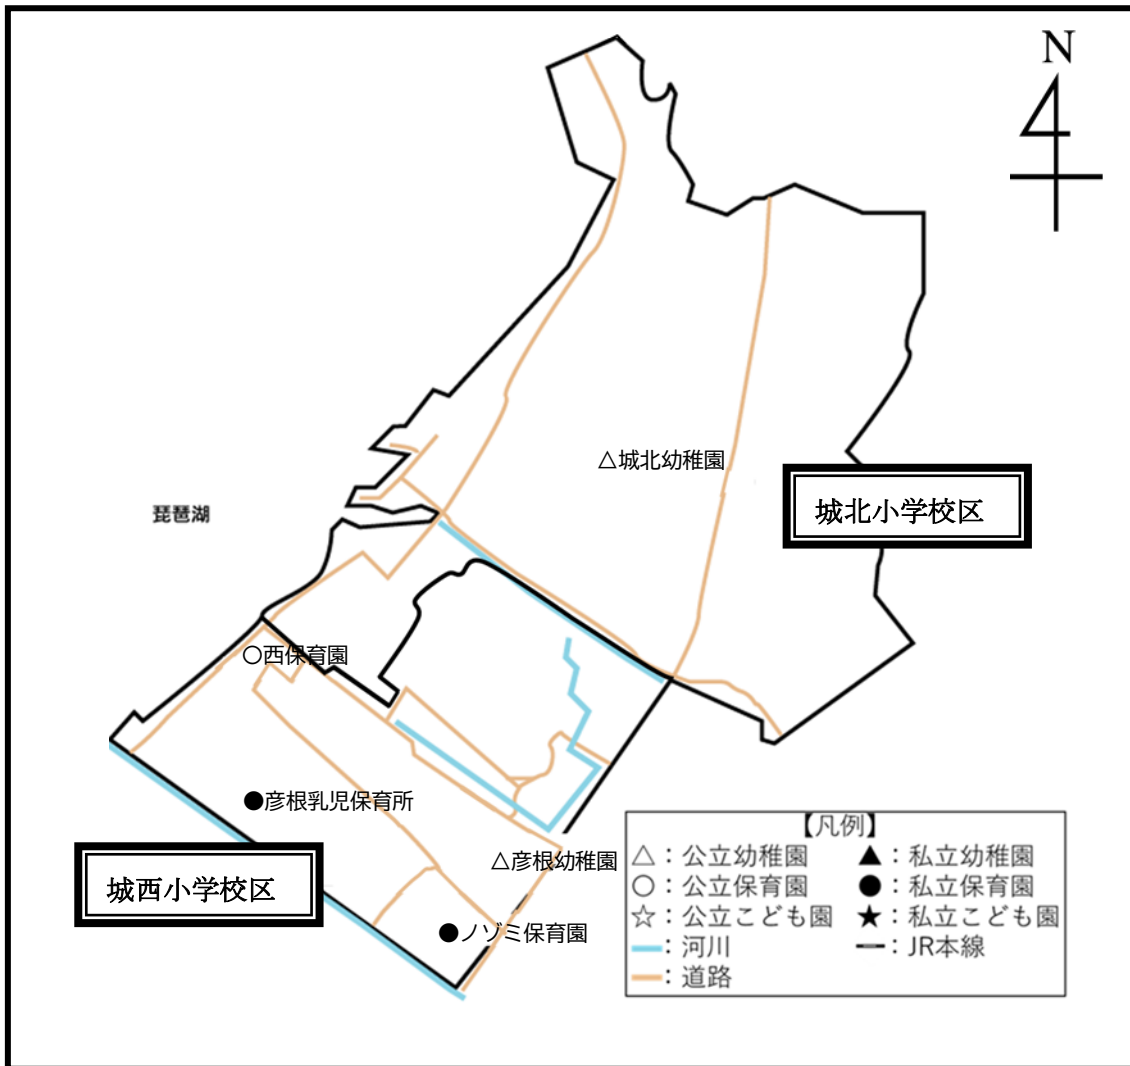 N
△城北幼稚園
城北小学校区
琵琶湖
○西保育園
●彦根乳児保育所
△彦根幼稚園
城西小学校区
●ノゾミ保育園
【凡例】
△：公立幼稚園 ▲：私立幼稚園
○：公立保育園 ●：私立保育園
☆：公立こども園 ★：私立こども園
：河川 ：JR本線
：道路